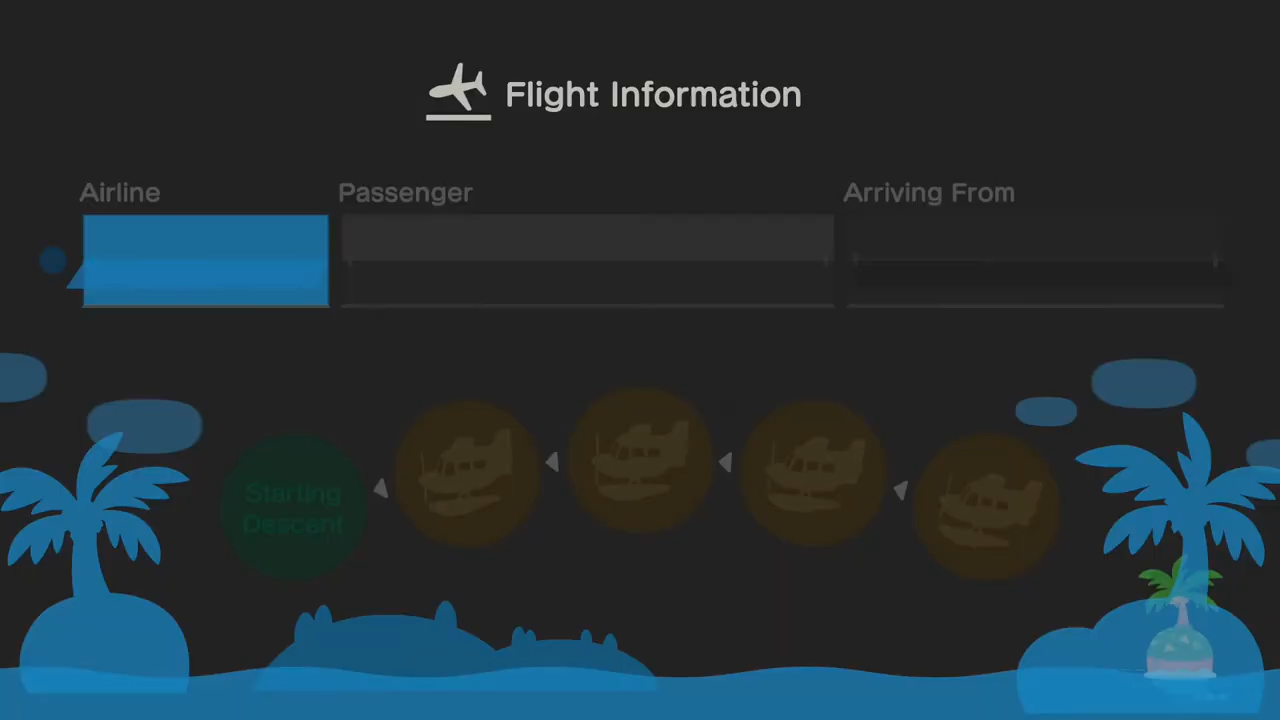 Flight Information
Airline
Passenger
Arriving From
Starting
Descent